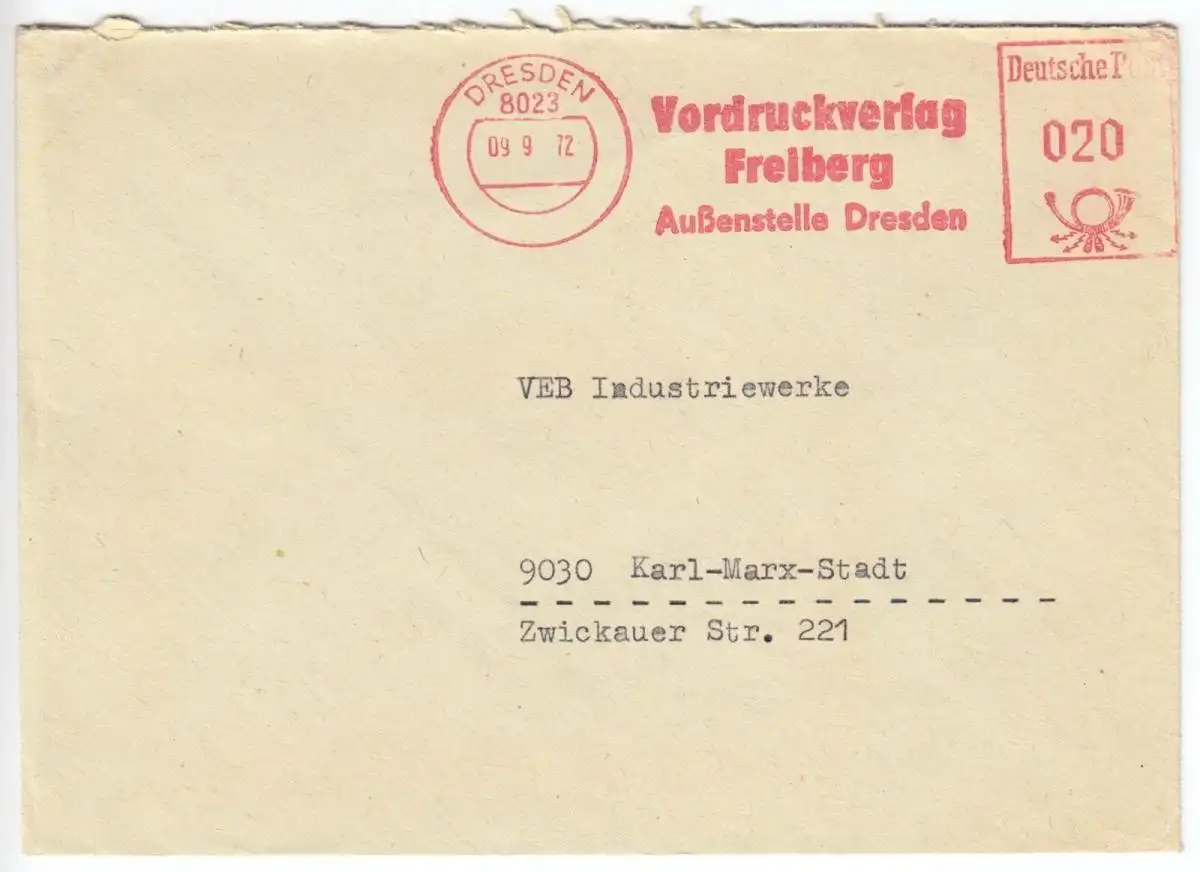 DRESDEN
8023
09 9 72
Vordruckverlag
Freiberg
Außenstelle Dresden
Deutsche
020
VEB Industriewerke
9030 Karl-Marx-Stadt
Zwickauer Str. 221